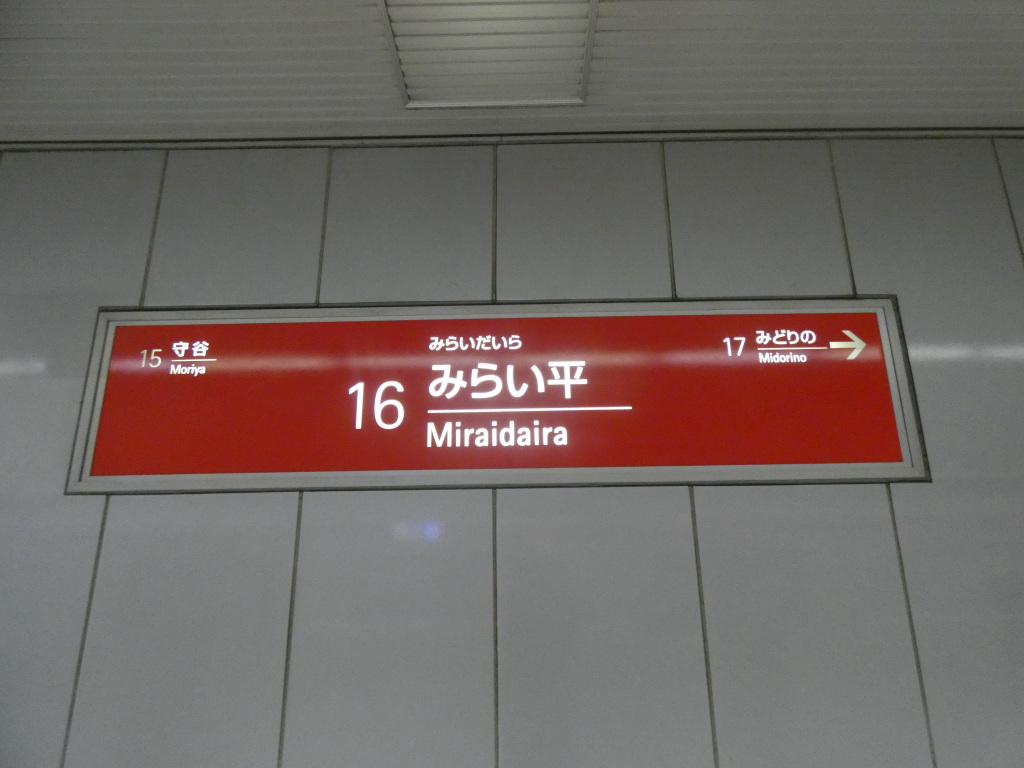 15 守谷
Moriya
みらいだいら
16 みらい平
Miraidaira
17 みどりの →
Midorino